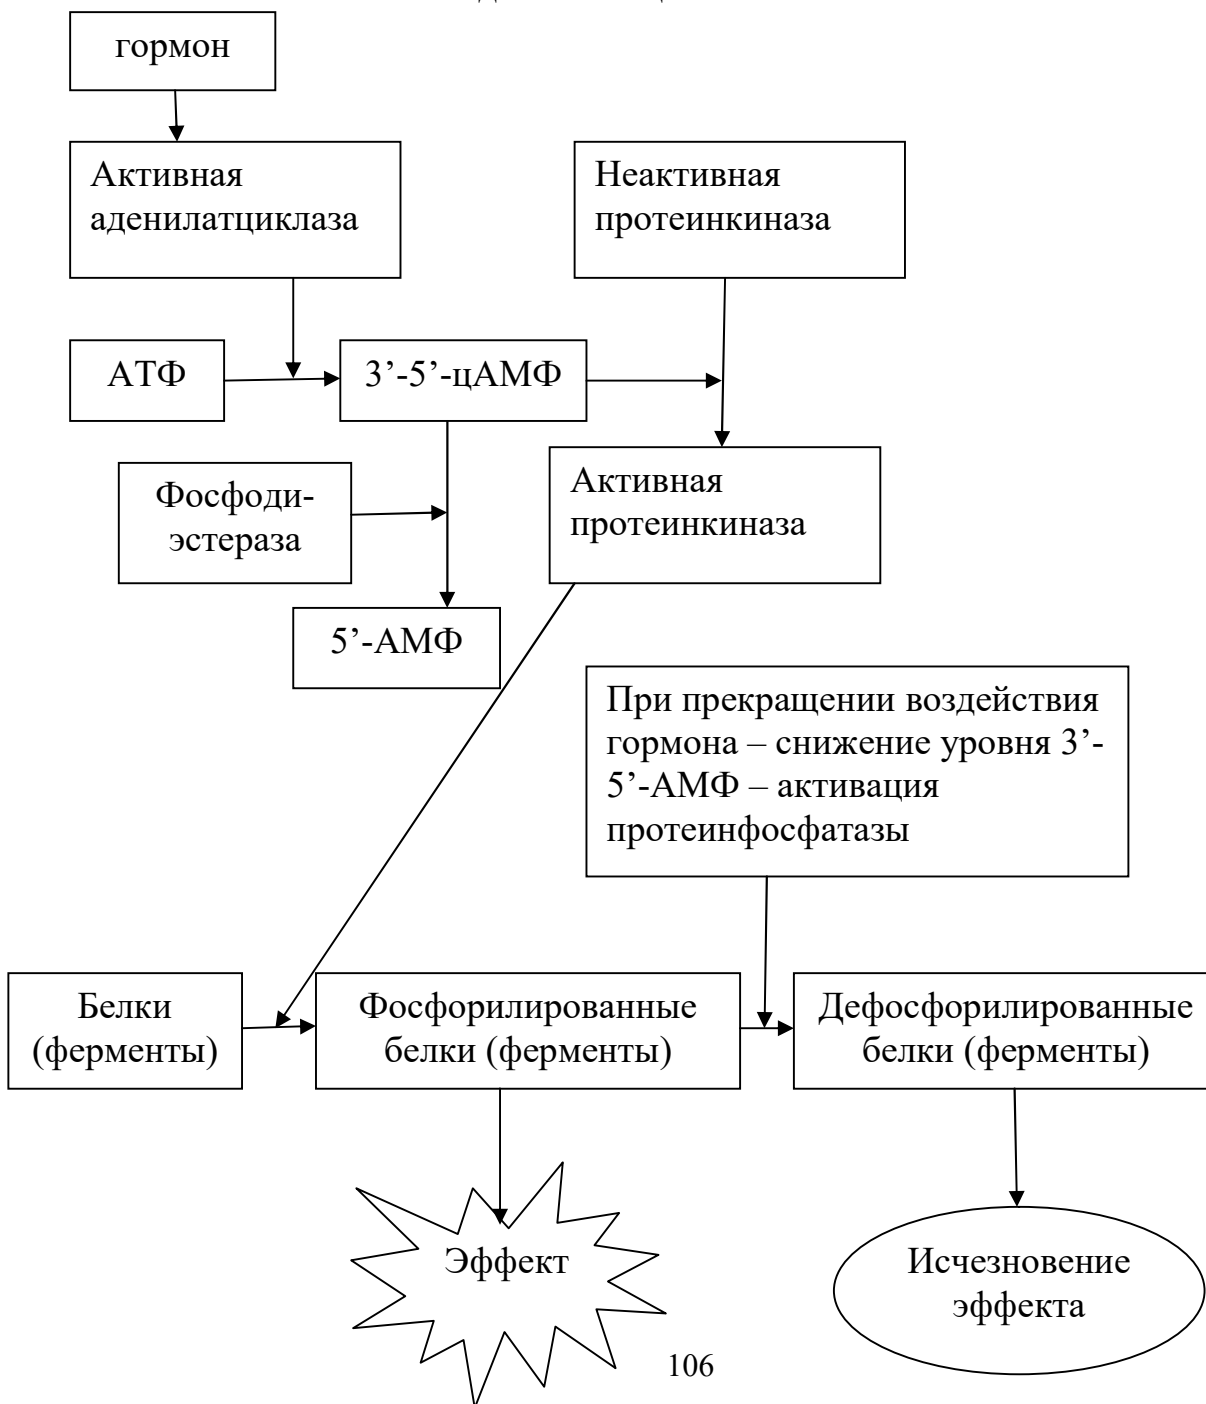 гормон
Активная
аденилатциклаза
Неактивная
протеинкиназа
АТФ
3’-5’-цАМФ
Фосфоди-
эстераза
Активная
протеинкиназа
5’-АМФ
При прекращении воздействия
гормона – снижение уровня 3’-
5’-АМФ – активация
протеинфосфатазы
Белки
(ферменты)
Фосфорилированные
белки (ферменты)
Дефосфорилированные
белки (ферменты)
Эффект
Исчезновение
эффекта
106